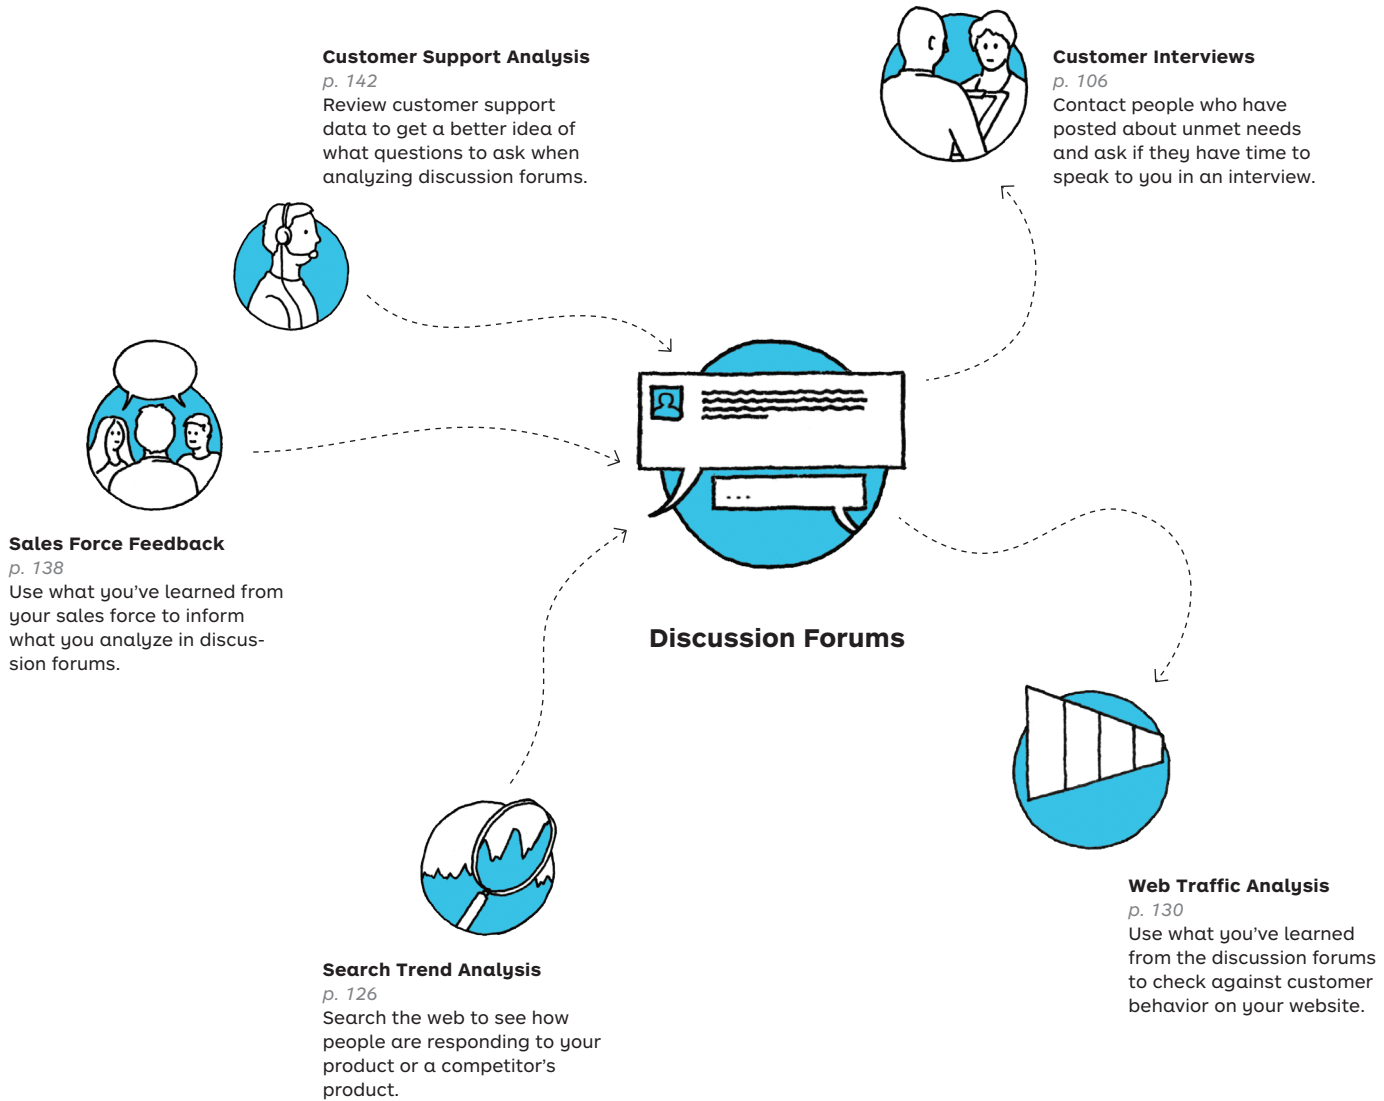 Customer Support Analysis
p. 142
Review customer support
data to get a better idea of
what questions to ask when
analyzing discussion forums.
Customer Interviews
p. 106
Contact people who have
posted about unmet needs
and ask if they have time to
speak to you in an interview.
Sales Force Feedback
p. 138
Use what you’ve learned from
your sales force to inform
what you analyze in discus-
sion forums.
Discussion Forums
Search Trend Analysis
p. 126
Search the web to see how
people are responding to your
product or a competitor’s
product.
Web Traffic Analysis
p. 130
Use what you’ve learned
from the discussion forums
to check against customer
behavior on your website.